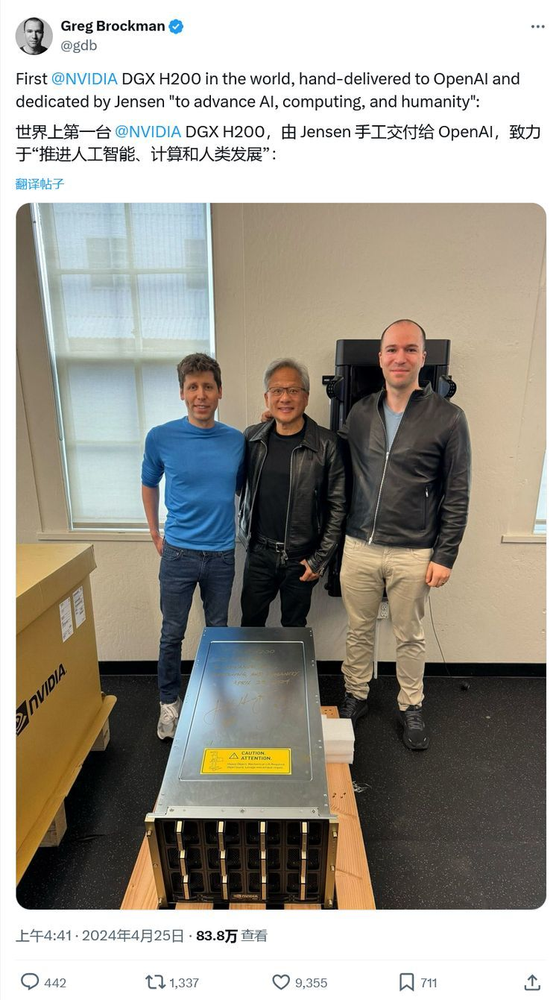 Greg Brockman
@gdb
First @NVIDIA DGX H200 in the world, hand-delivered to OpenAI and
dedicated by Jensen "to advance AI, computing, and humanity":
世界上第一台 @NVIDIA DGX H200，由 Jensen 手工交付给 OpenAI，致力
于“推进人工智能、计算和人类发展”：
翻译帖子
NVIDIA.
AND HUMANITY
CAUTION.
ATTENTION.
NVIDIA
上午4:41 · 2024年4月25日 · 83.8万 查看
442 1,337 9,355 711